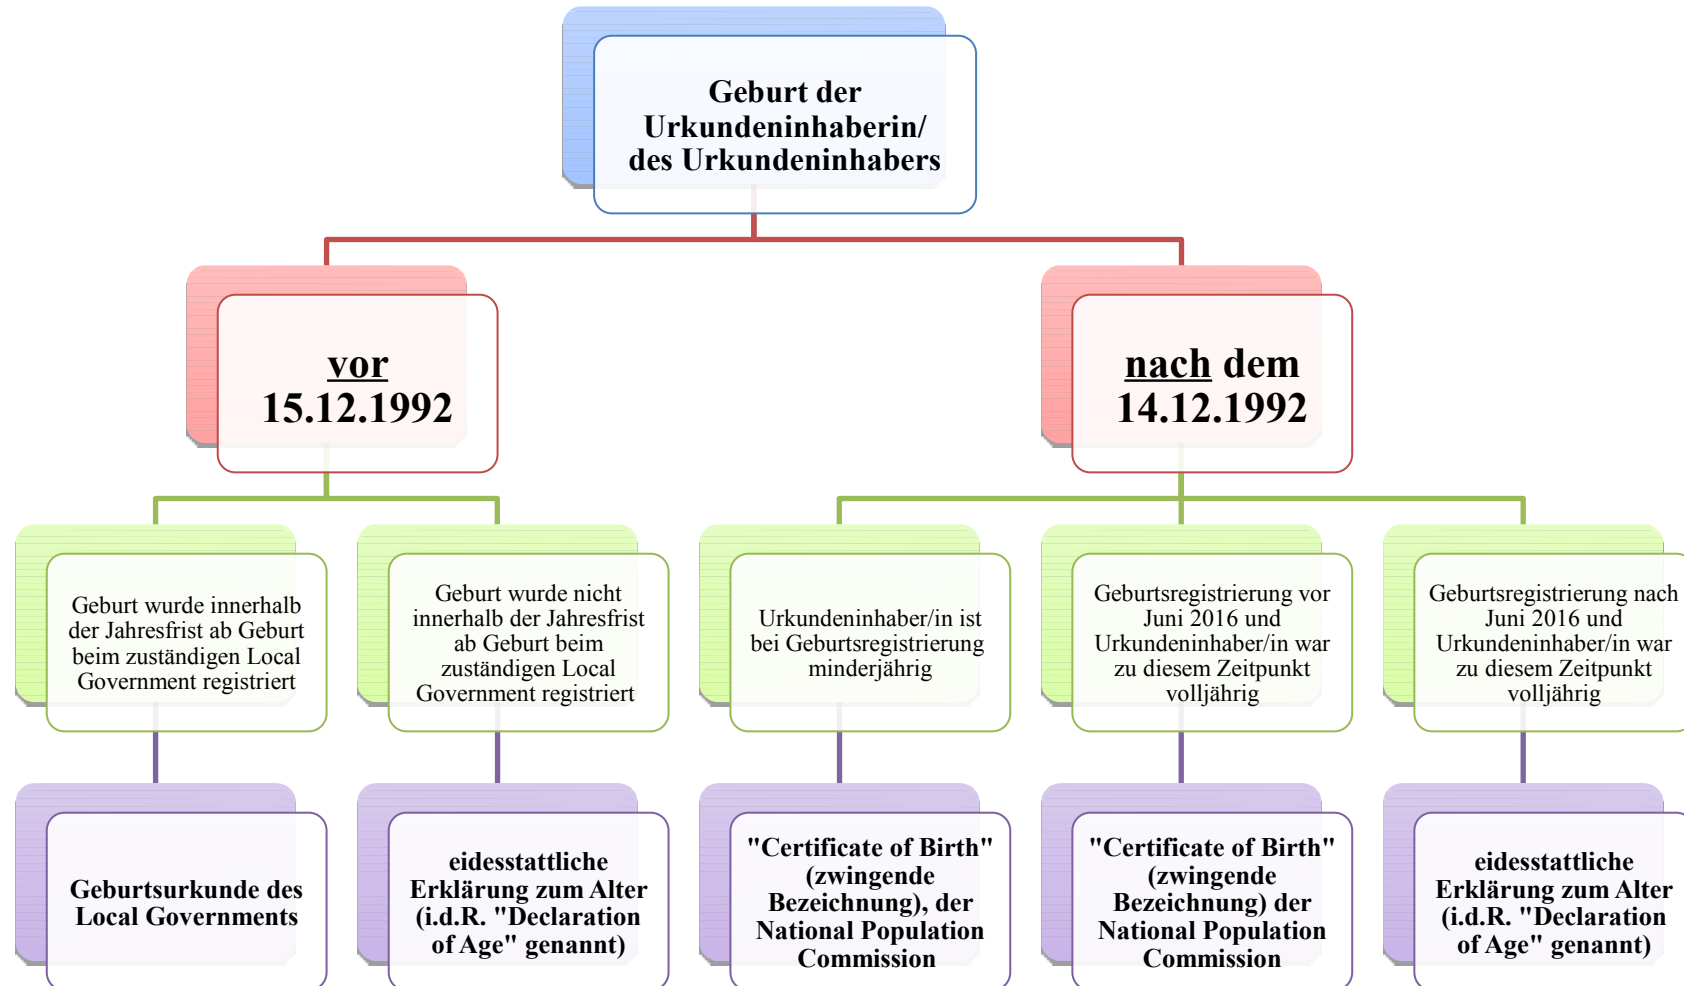 Geburt der
Urkundeninhaberin/
des Urkundeninhabers
vor
15.12.1992
nach dem
14.12.1992
Geburt wurde innerhalb
der Jahresfrist ab Geburt
beim zuständigen Local
Government registriert
Geburt wurde nicht
innerhalb der Jahresfrist
ab Geburt beim
zuständigen Local
Government registriert
Urkundeninhaber/in ist
bei Geburtsregistrierung
minderjährig
Geburtsregistrierung vor
Juni 2016 und
Urkundeninhaber/in war
zu diesem Zeitpunkt
volljährig
Geburtsregistrierung nach
Juni 2016 und
Urkundeninhaber/in war
zu diesem Zeitpunkt
volljährig
Geburtsurkunde des
Local Governments
eidesstattliche
Erklärung zum Alter
(i.d.R. "Declaration
of Age" genannt)
"Certificate of Birth"
(zwingende
Bezeichnung), der
National Population
Commission
"Certificate of Birth"
(zwingende
Bezeichnung) der
National Population
Commission
eidesstattliche
Erklärung zum Alter
(i.d.R. "Declaration
of Age" genannt)